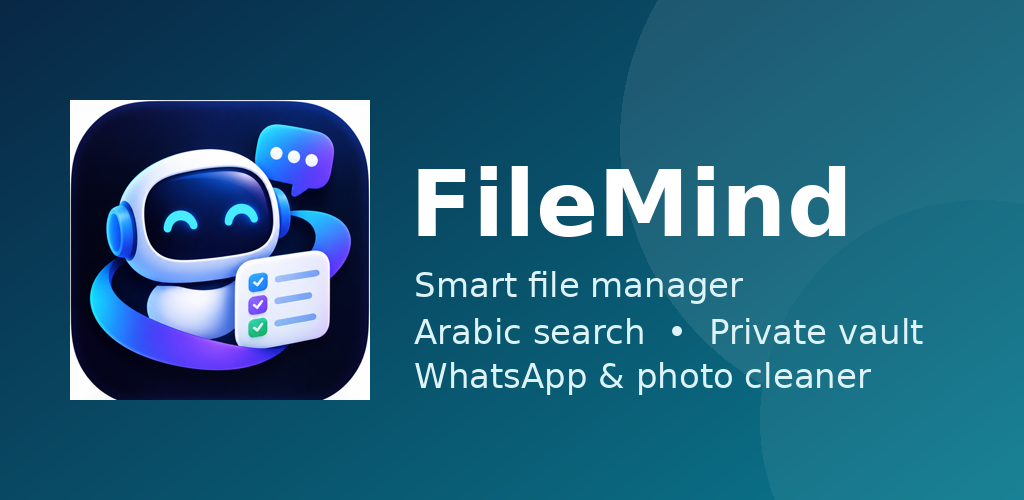 FileMind
Smart file manager
Arabic search • Private vault
WhatsApp & photo cleaner